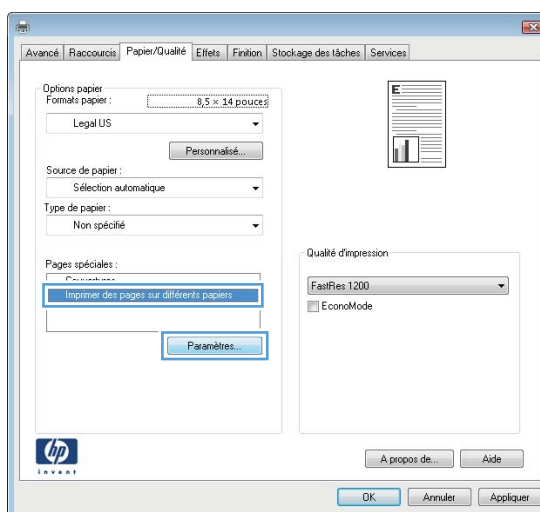 Avancé Raccourcis Papier/Qualité Effets Finition Stockage des tâches Services
Options papier
Formats papier : 8,5 × 14 pouces
Legal US
Personnalisé...
Source de papier :
Sélection automatique
Type de papier :
Non spécifié
Pages spéciales :
Couvertures
Imprimer des pages sur différents papiers
Paramètres...
E
Qualité d'impression
FastRes 1200
EconoMode
hp
invent
A propos de... Aide
OK Annuler Appliquer